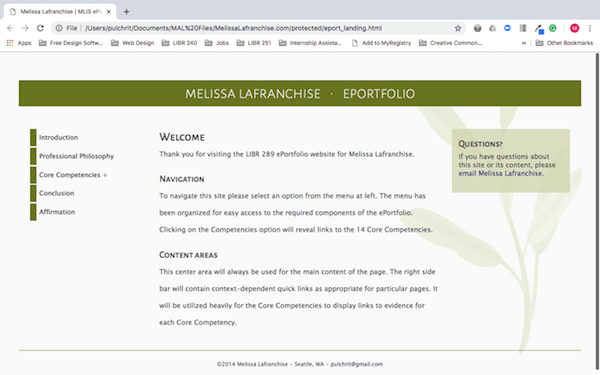 Melissa Lafranchise | MLIS eP
File | /Users/pulchrit/Documents/MAL%20Files/MelissaLafranchise.com/protected/eport_landing.html
Apps Free Design Softw... Web Design LIBR 240 Jobs LIBR 251 Internship Assista... Add to MyRegistry Creative Common... » Other Bookmarks
MELISSA LAFRANCHISE · EPORTFOLIO
Introduction
Professional Philosophy
Core Competencies +
Conclusion
Affirmation
WELCOME
Thank you for visiting the LIBR 289 ePortfolio website for Melissa Lafranchise.
NAVIGATION
To navigate this site please select an option from the menu at left. The menu has
been organized for easy access to the required components of the ePortfolio.
Clicking on the Competencies option will reveal links to the 14 Core Competencies.
CONTENT AREAS
This center area will always be used for the main content of the page. The right side
bar will contain context-dependent quick links as appropriate for particular pages. It
will be utilized heavily for the Core Competencies to display links to evidence for
each Core Competency.
QUESTIONS?
If you have questions about
this site or its content, please
email Melissa Lafranchise.
©2014 Melissa Lafranchise - Seattle, WA - pulchrit@gmail.com